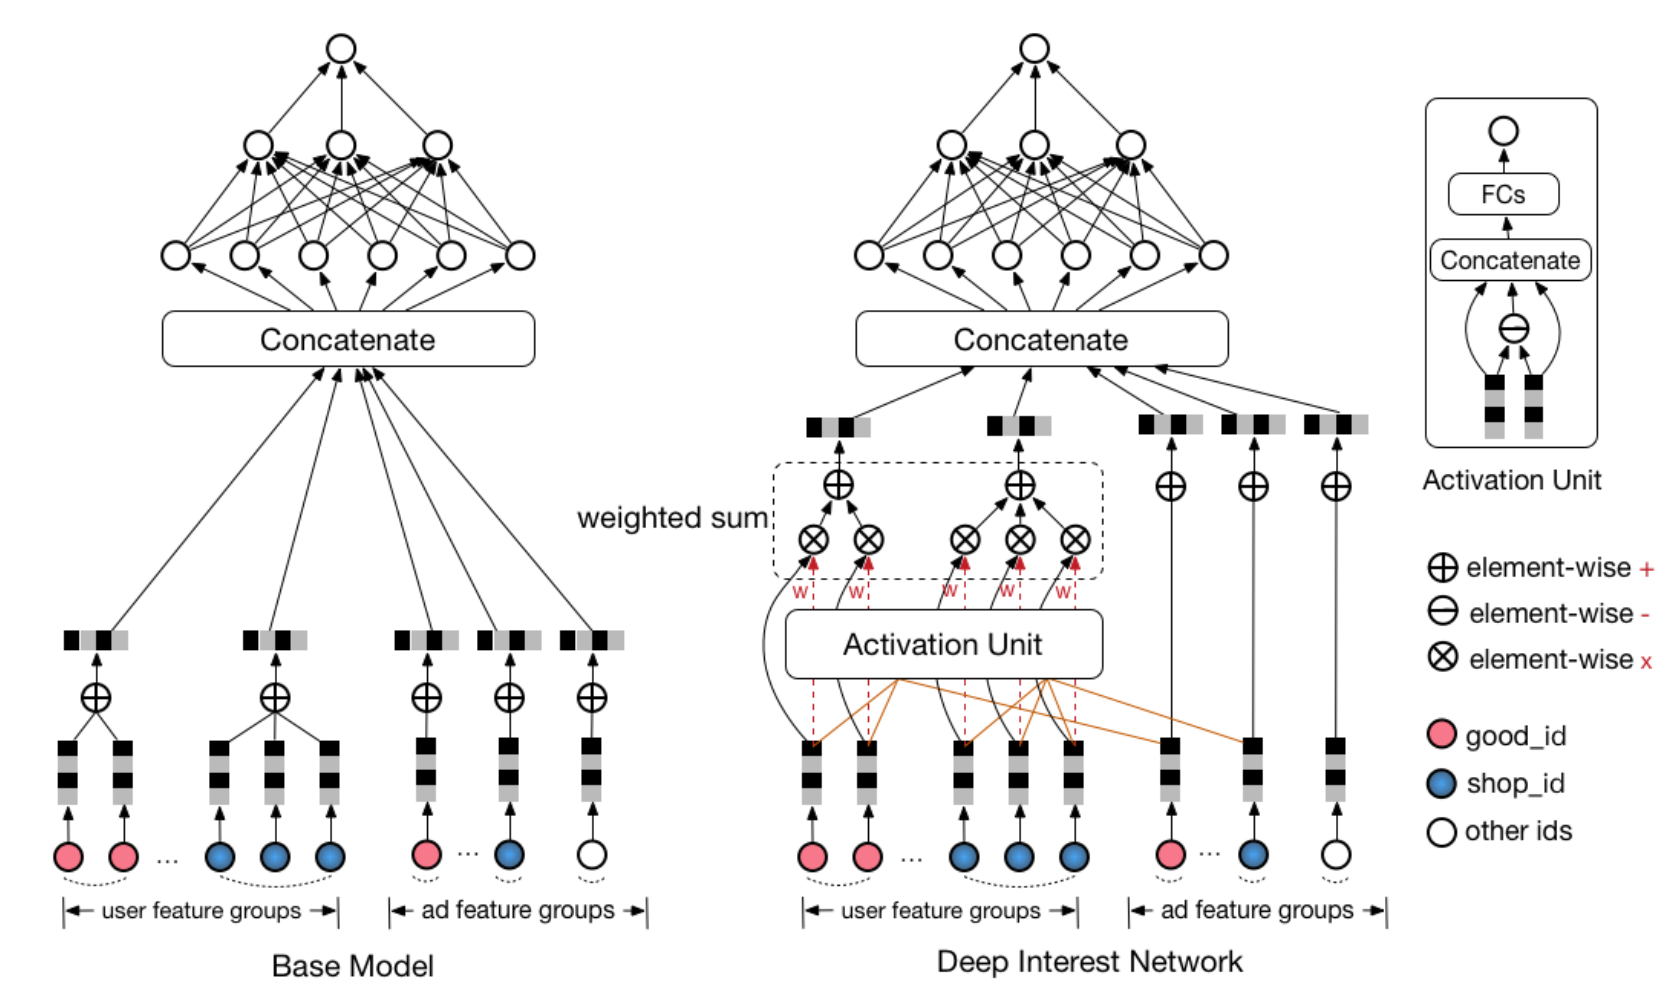 Concatenate
...
...
user feature groups
ad feature groups
Base Model
Concatenate
weighted sum
w
w
w
w
w
Activation Unit
...
...
user feature groups
ad feature groups
Deep Interest Network
FCs
Concatenate
Activation Unit
element-wise +
element-wise -
element-wise x
good_id
shop_id
other ids